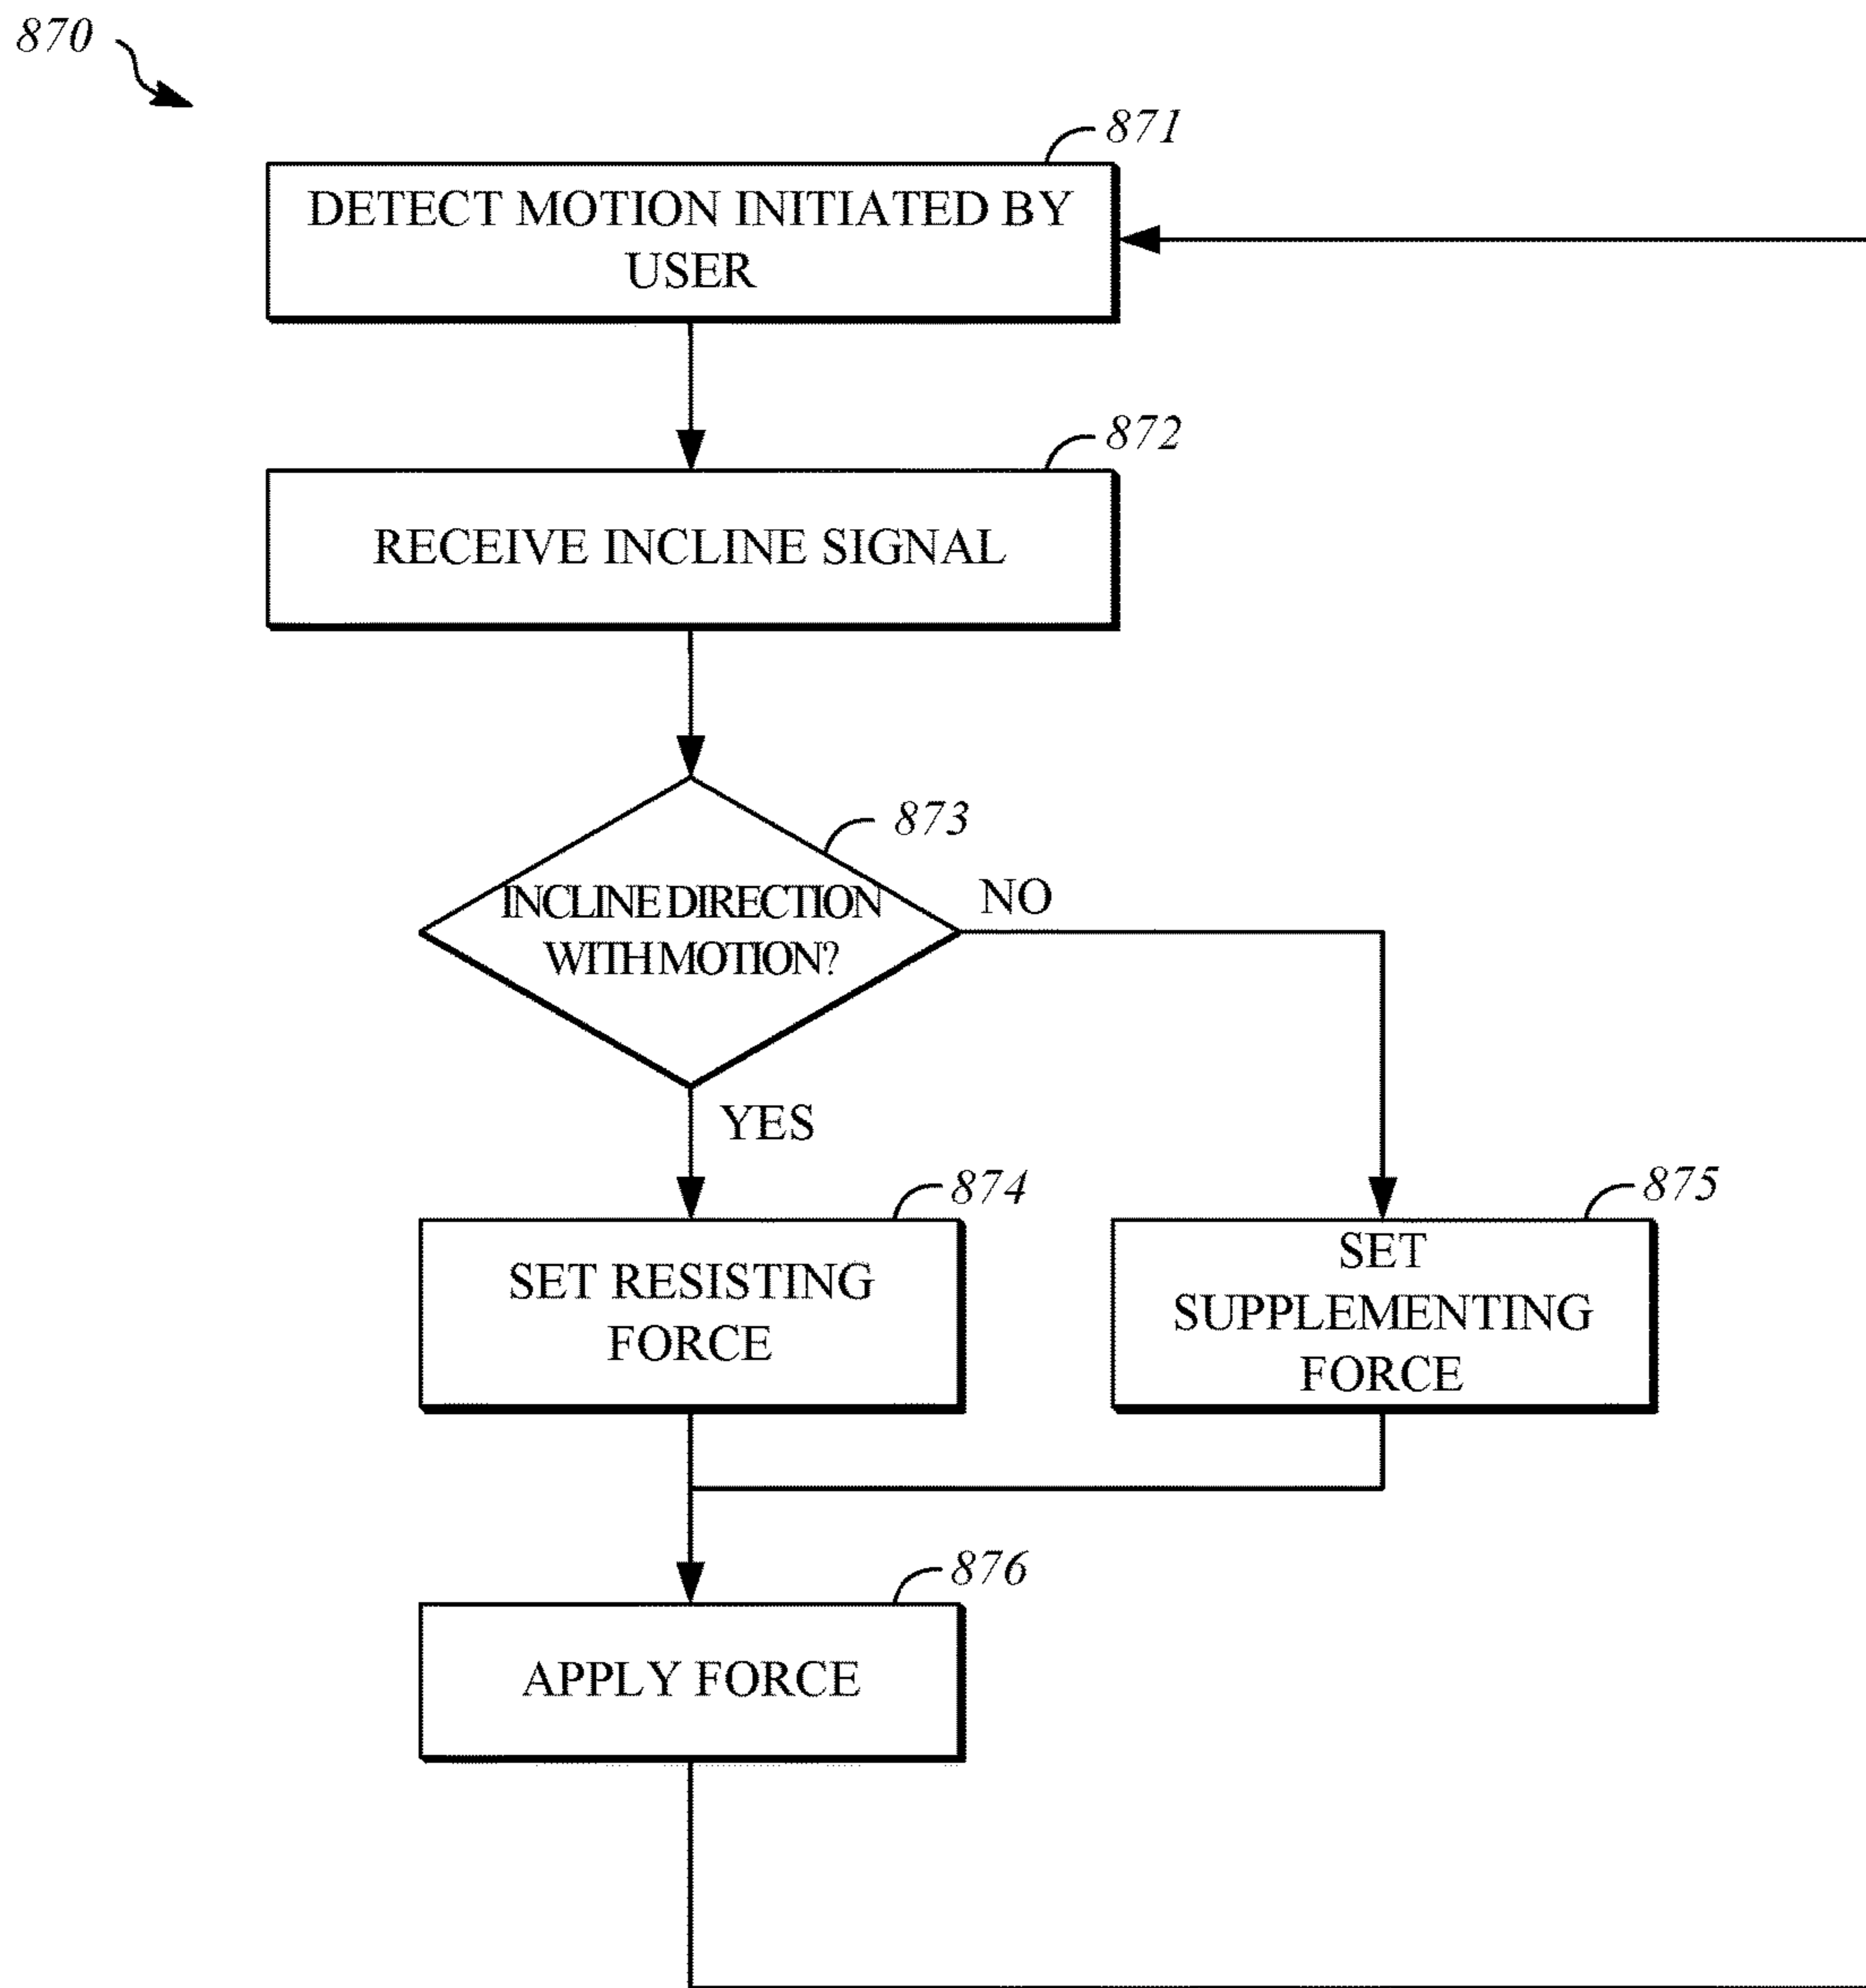 870
871
DETECT MOTION INITIATED BY
USER
872
RECEIVE INCLINE SIGNAL
873
INCLINE DIRECTION
WITH MOTION?
NO
YES
874
SET RESISTING
FORCE
875
SET
SUPPLEMENTING
FORCE
876
APPLY FORCE